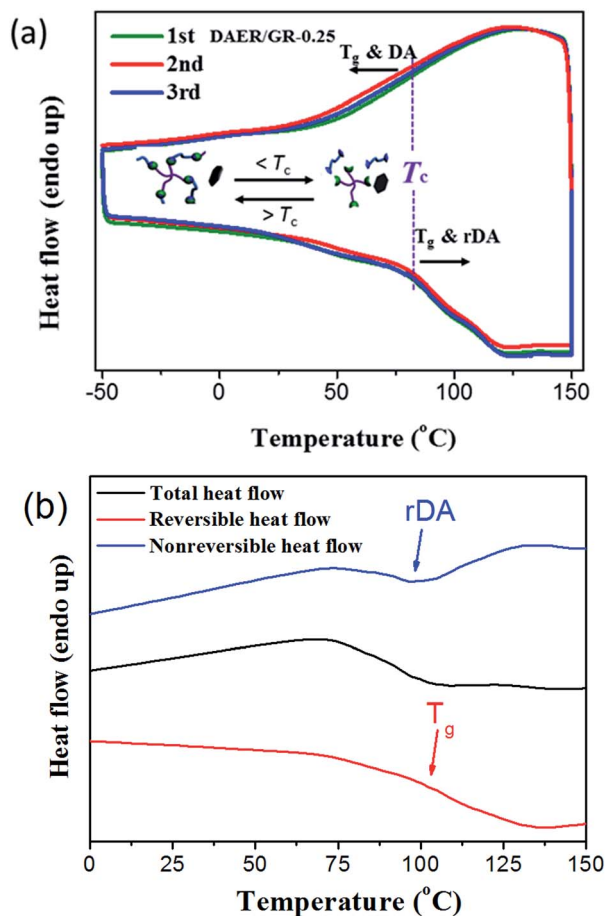 (a)
1st DAER/GR-0.25
2nd
3rd
Tg & DA
< Tc
> Tc
Tc
Tg & rDA
Heat flow (endo up)
-50 0 50 100 150
Temperature (°C)
(b)
Total heat flow
Reversible heat flow
Nonreversible heat flow
rDA
Tg
Heat flow (endo up)
0 25 50 75 100 125 150
Temperature (°C)